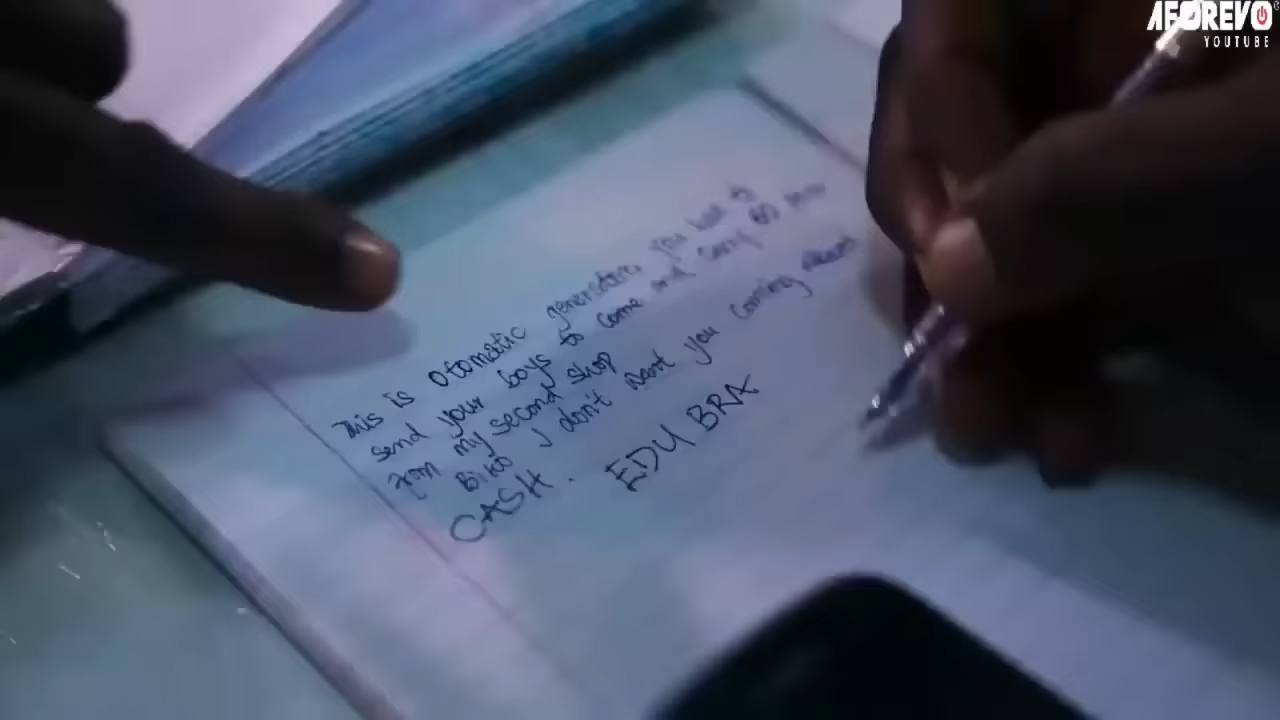 AFOREVO
YOUTUBE
This is otomatic generator, you have to
send your boys to come and carry 60
from my second shop
Biko I don't want you coming
CASH. EDU BRA